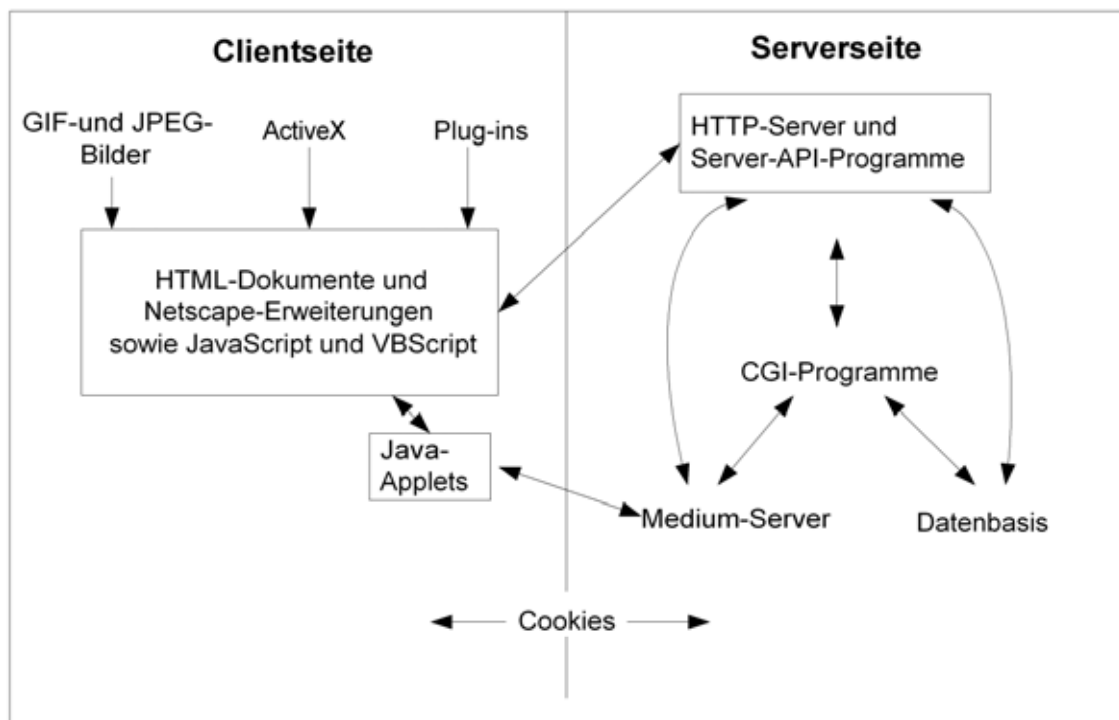 Clientseite
Serverseite
GIF-und JPEG-
Bilder
ActiveX
Plug-ins
HTTP-Server und
Server-API-Programme
HTML-Dokumente und
Netscape-Erweiterungen
sowie JavaScript und VBScript
CGI-Programme
Java-
Applets
Medium-Server
Datenbasis
Cookies